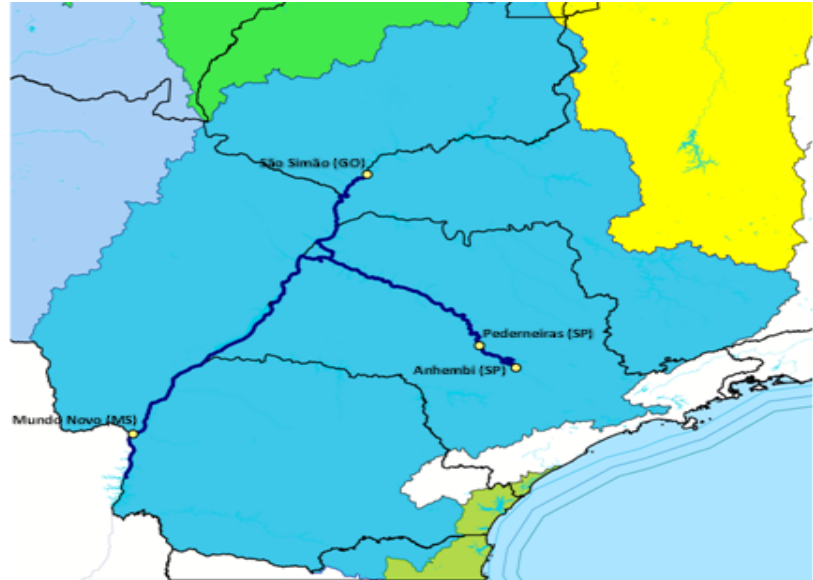 São Simão (GO)
Pederneiras (SP)
Anhembi (SP)
Mundo Novo (MS)